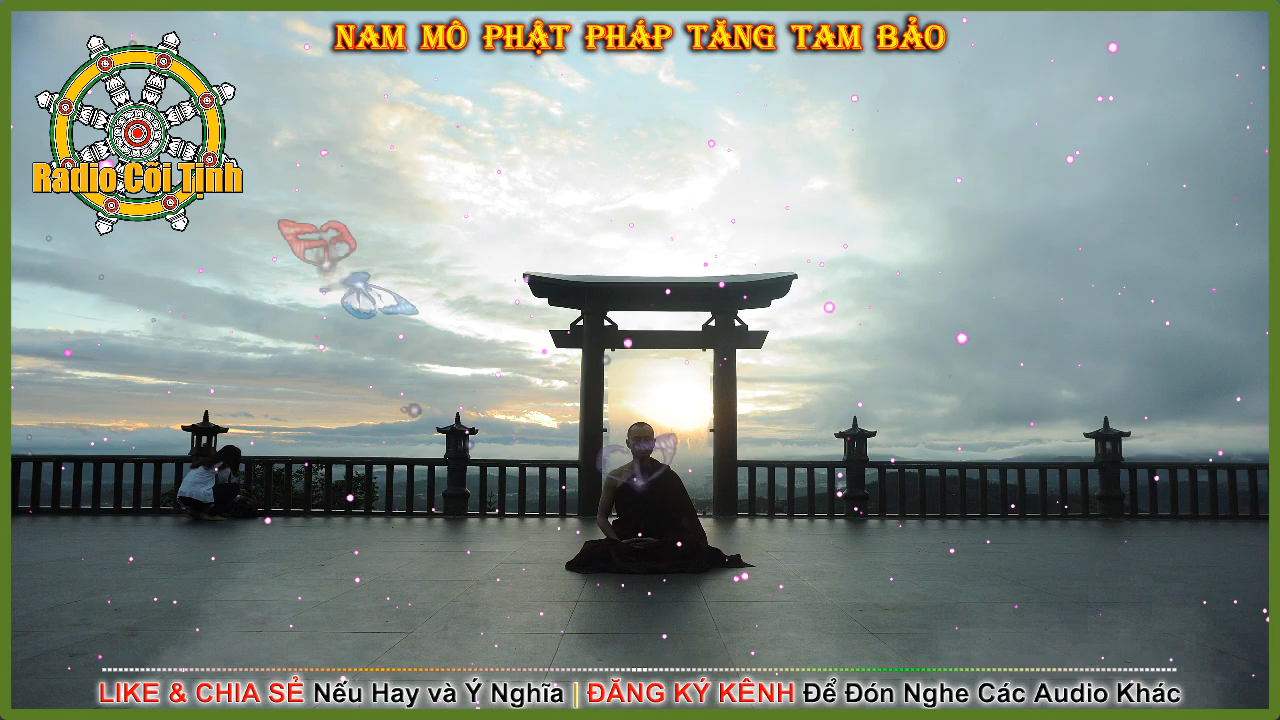 NAM MÔ PHẬT PHÁP TĂNG TAM BẢO
Radio Cõi Tịnh
LIKE & CHIA SẺ Nếu Hay và Ý Nghĩa | ĐĂNG KÝ KÊNH Để Đón Nghe Các Audio Khác